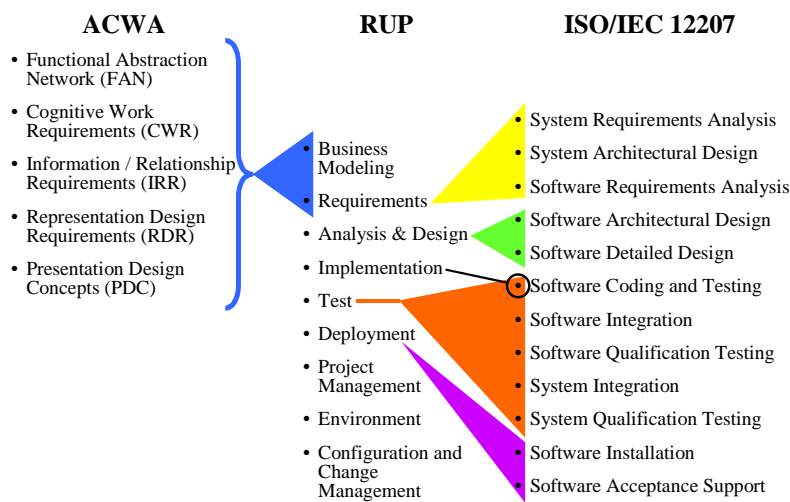 ACWA
• Functional Abstraction
Network (FAN)
• Cognitive Work
Requirements (CWR)
• Information / Relationship
Requirements (IRR)
• Representation Design
Requirements (RDR)
• Presentation Design
Concepts (PDC)
RUP
• Business
Modeling
• Requirements
• Analysis & Design
• Implementation
• Test
• Deployment
• Project
Management
• Environment
• Configuration and
Change
Management
ISO/IEC 12207
• System Requirements Analysis
• System Architectural Design
• Software Requirements Analysis
• Software Architectural Design
• Software Detailed Design
• Software Coding and Testing
• Software Integration
• Software Qualification Testing
• System Integration
• System Qualification Testing
• Software Installation
• Software Acceptance Support